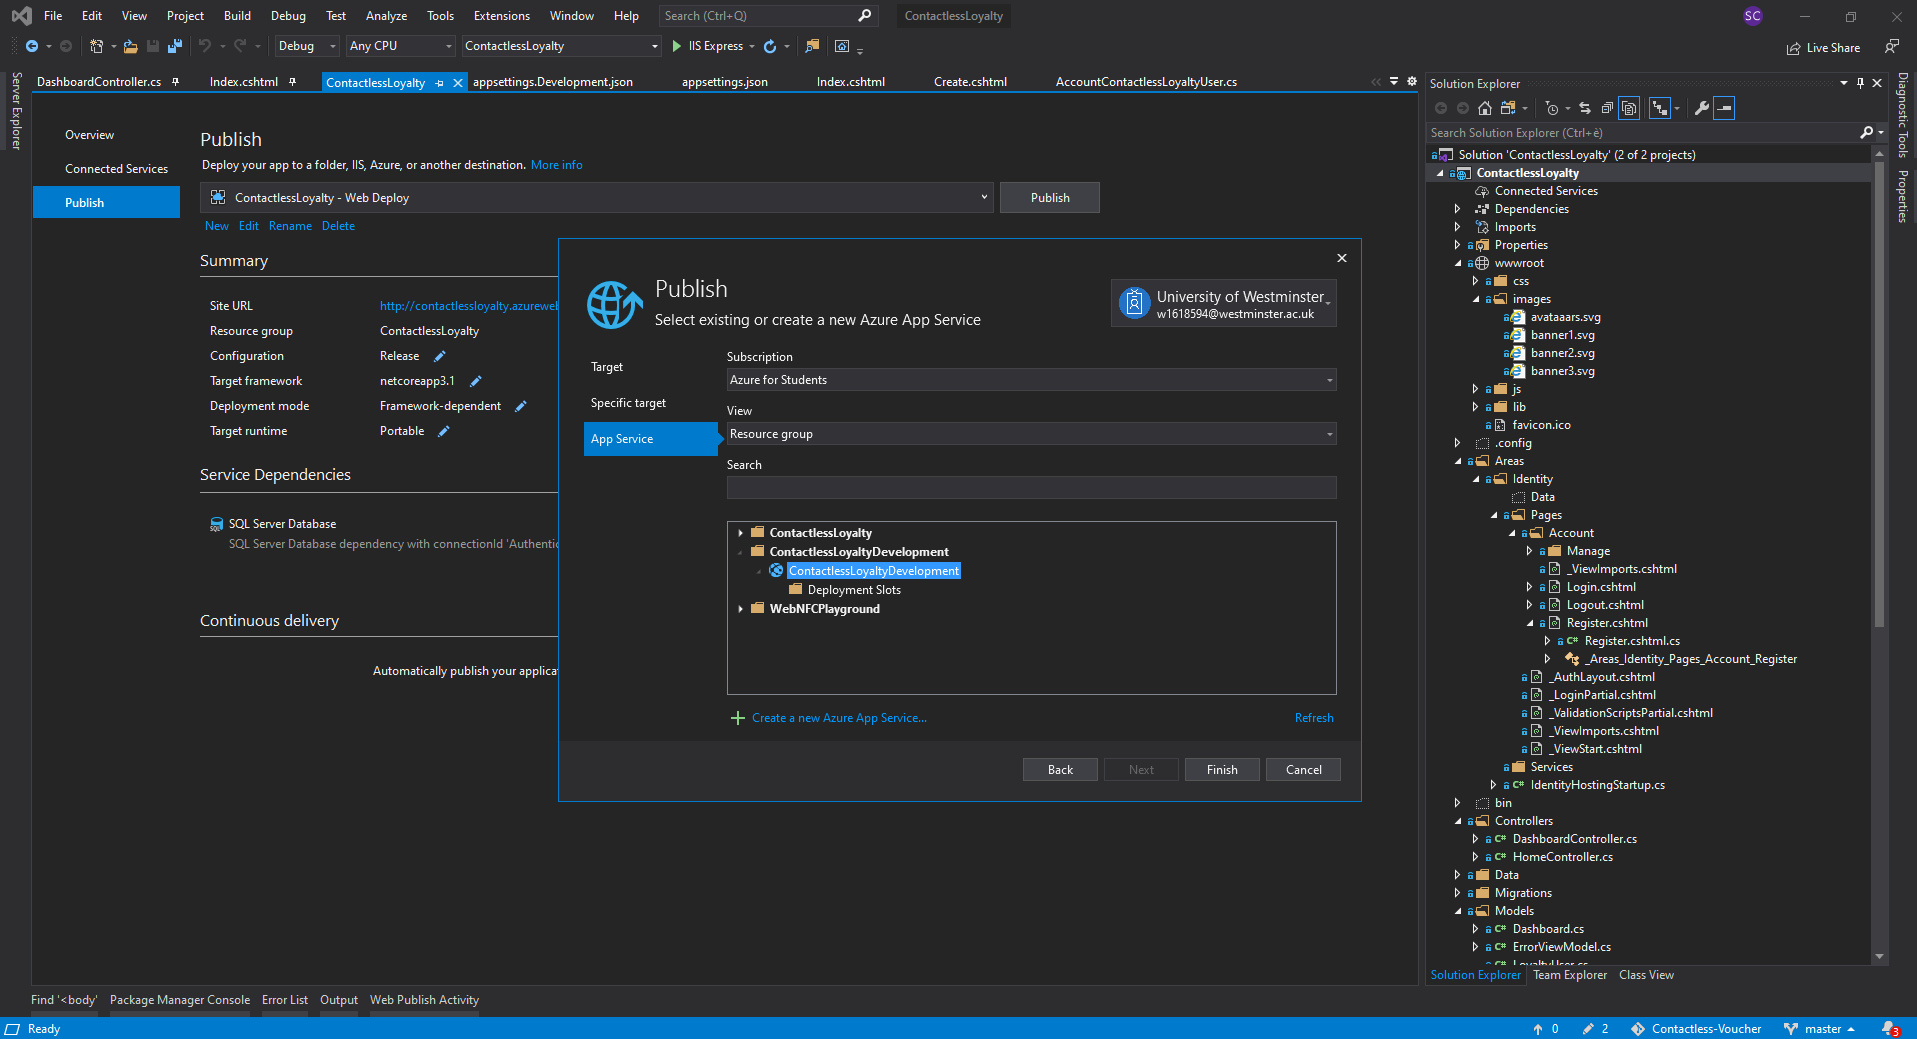 File Edit View Project Build Debug Test Analyze Tools Extensions Window Help Search (Ctrl+Q) ContactlessLoyalty SC
Debug Any CPU ContactlessLoyalty IIS Express Live Share
Server Explorer
DashboardController.cs Index.cshtml ContactlessLoyalty appsettings.Development.json appsettings.json Index.cshtml Create.cshtml AccountContactlessLoyaltyUser.cs
Overview
Connected Services
Publish
Publish
Deploy your app to a folder, IIS, Azure, or another destination. More info
ContactlessLoyalty - Web Deploy
Publish
New Edit Rename Delete
Summary
Site URL http://contactlessloyalty.azureweb
Resource group ContactlessLoyalty
Configuration Release
Target framework netcoreapp3.1
Deployment mode Framework-dependent
Target runtime Portable
Service Dependencies
SQL Server Database
SQL Server Database dependency with connectionId 'Authentic
Continuous delivery
Automatically publish your applica
Publish
Select existing or create a new Azure App Service
University of Westminster
w1618594@westminster.ac.uk
Target
Specific target
App Service
Subscription
Azure for Students
View
Resource group
Search
ContactlessLoyalty
ContactlessLoyaltyDevelopment
ContactlessLoyaltyDevelopment
Deployment Slots
WebNFCPlayground
Create a new Azure App Service...
Refresh
Back Next Finish Cancel
Solution Explorer
Search Solution Explorer (Ctrl+è)
Solution 'ContactlessLoyalty' (2 of 2 projects)
ContactlessLoyalty
Connected Services
Dependencies
Imports
Properties
wwwroot
css
images
avataaars.svg
banner1.svg
banner2.svg
banner3.svg
js
lib
favicon.ico
.config
Areas
Identity
Data
Pages
Account
Manage
_ViewImports.cshtml
Login.cshtml
Logout.cshtml
Register.cshtml
C# Register.cshtml.cs
_Areas_Identity_Pages_Account_Register
_AuthLayout.cshtml
_LoginPartial.cshtml
_ValidationScriptsPartial.cshtml
_ViewImports.cshtml
_ViewStart.cshtml
Services
C# IdentityHostingStartup.cs
bin
Controllers
C# DashboardController.cs
C# HomeController.cs
Data
Migrations
Models
C# Dashboard.cs
C# ErrorViewModel.cs
C# LoyaltyUser.cs
Solution Explorer Team Explorer Class View
Diagnostic Tools
Properties
Find '<body' Package Manager Console Error List Output Web Publish Activity
Ready 0 2 Contactless-Voucher master 3